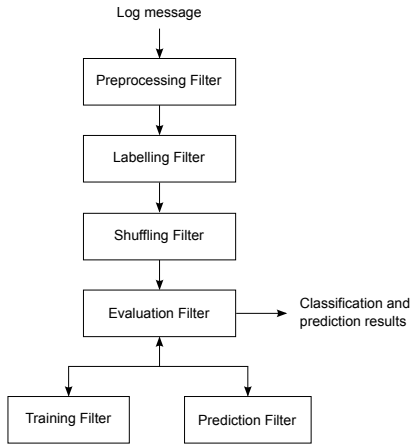 Log message
Preprocessing Filter
Labelling Filter
Shuffling Filter
Evaluation Filter
Classification and
prediction results
Training Filter
Prediction Filter